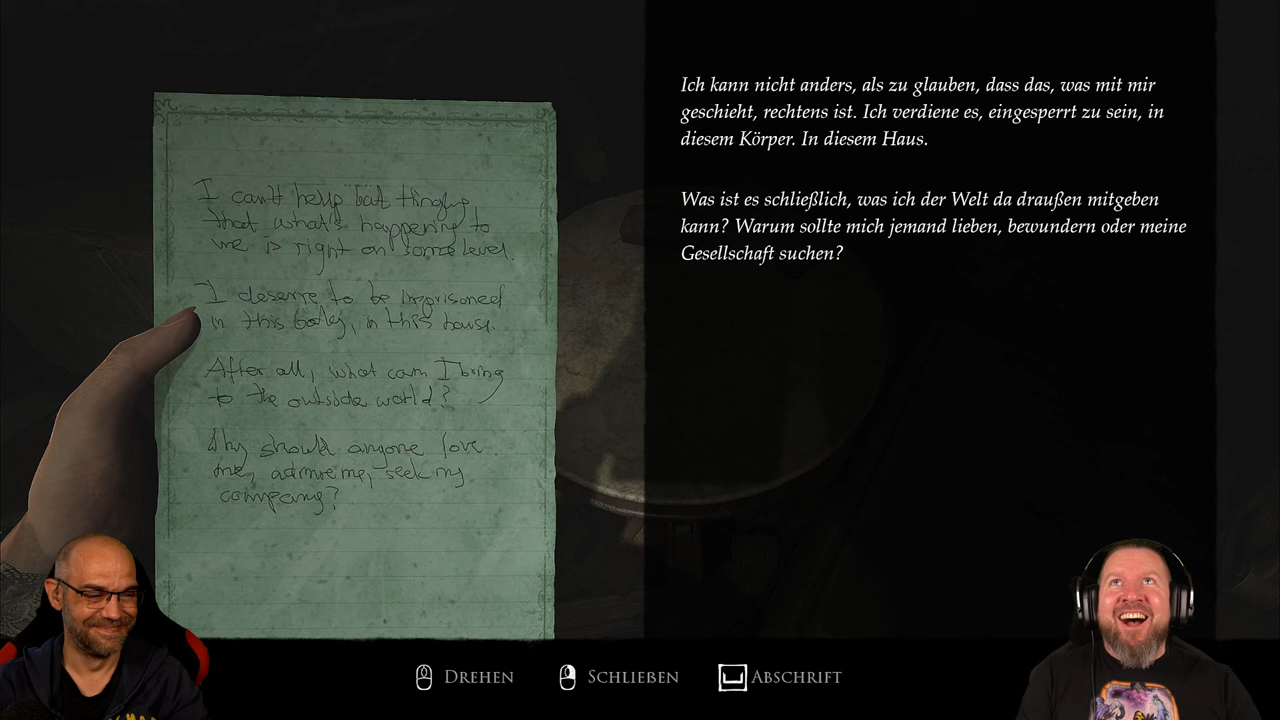 I can't help but thinging
that what's happening to
me is right on some level.
I deserve to be imprisoned
in this body, in this house.
After all, what can I bring
to the outside world?
Why should anyone love
me, admire me, seek my
company?
Ich kann nicht anders, als zu glauben, dass das, was mit mir
geschieht, rechtens ist. Ich verdiene es, eingesperrt zu sein, in
diesem Körper. In diesem Haus.
Was ist es schließlich, was ich der Welt da draußen mitgeben
kann? Warum sollte mich jemand lieben, bewundern oder meine
Gesellschaft suchen?
DREHEN
SCHLIEßEN
ABSCHRIFT